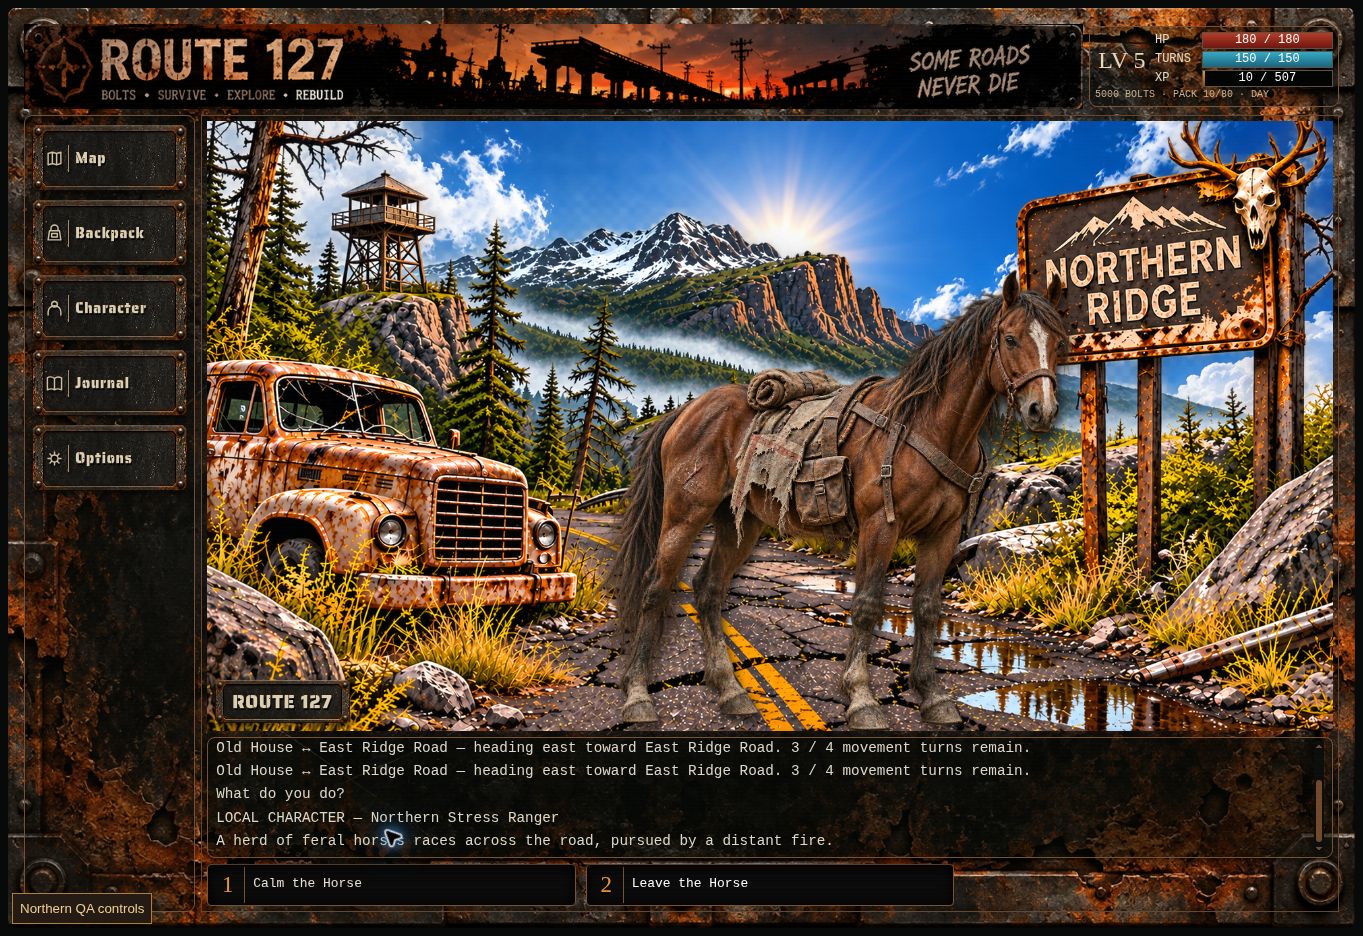 ROUTE 127
BOLTS • SURVIVE • EXPLORE • REBUILD
SOME ROADS
NEVER DIE
LV 5
HP 180 / 180
TURNS 150 / 150
XP 10 / 507
5000 BOLTS · PACK 10/80 · DAY
Map
Backpack
Character
Journal
Options
NORTHERN
RIDGE
ROUTE 127
Old House ↔ East Ridge Road — heading east toward East Ridge Road. 3 / 4 movement turns remain.
Old House ↔ East Ridge Road — heading east toward East Ridge Road. 3 / 4 movement turns remain.
What do you do?
LOCAL CHARACTER — Northern Stress Ranger
A herd of feral horses races across the road, pursued by a distant fire.
1 Calm the Horse
2 Leave the Horse
Northern QA controls